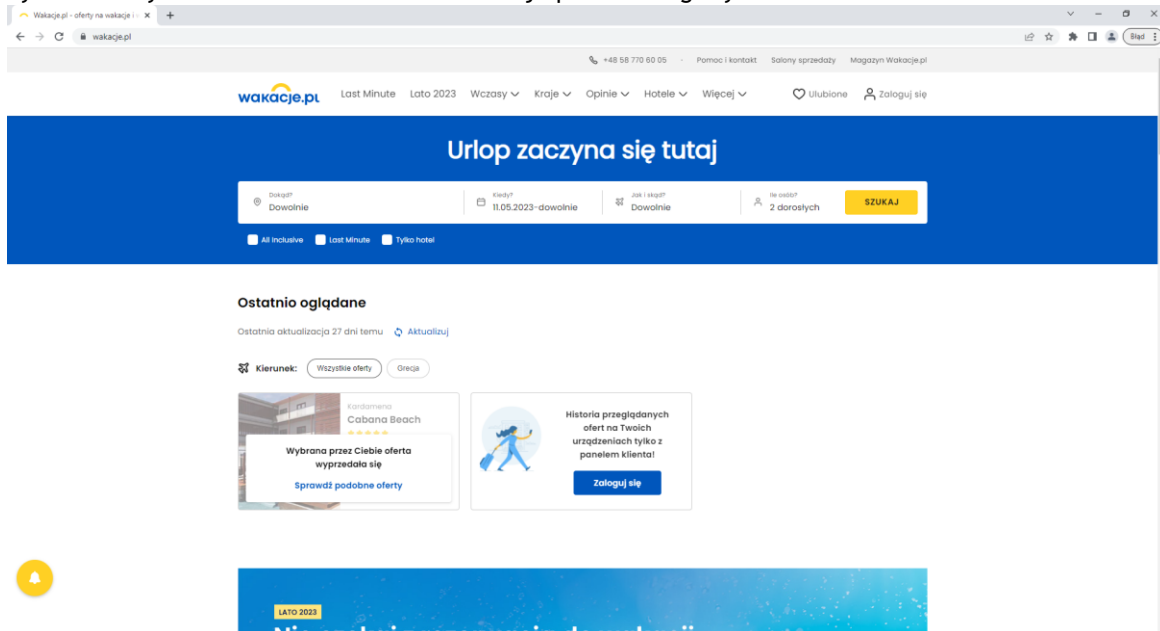 Wakacje.pl - oferty na wakacje i
wakacje.pl
Błąd
+48 58 770 60 05 · Pomoc i kontakt Salony sprzedaży Magazyn Wakacje.pl
wakacje.pl Last Minute Lato 2023 Wczasy Kraje Opinie Hotele Więcej Ulubione Zaloguj się
Urlop zaczyna się tutaj
Dokąd? Kiedy? Jak i skąd? Ile osób?
Dowolnie 11.05.2023-dowolnie Dowolnie 2 dorosłych SZUKAJ
All Inclusive Last Minute Tylko hotel
Ostatnio oglądane
Ostatnia aktualizacja 27 dni temu Aktualizuj
Kierunek: Wszystkie oferty Grecja
Kardamena
Cabana Beach
Wybrana przez Ciebie oferta
wyprzedała się
Sprawdź podobne oferty
Historia przeglądanych
ofert na Twoich
urządzeniach tylko z
panelem klienta!
Zaloguj się
LATO 2023